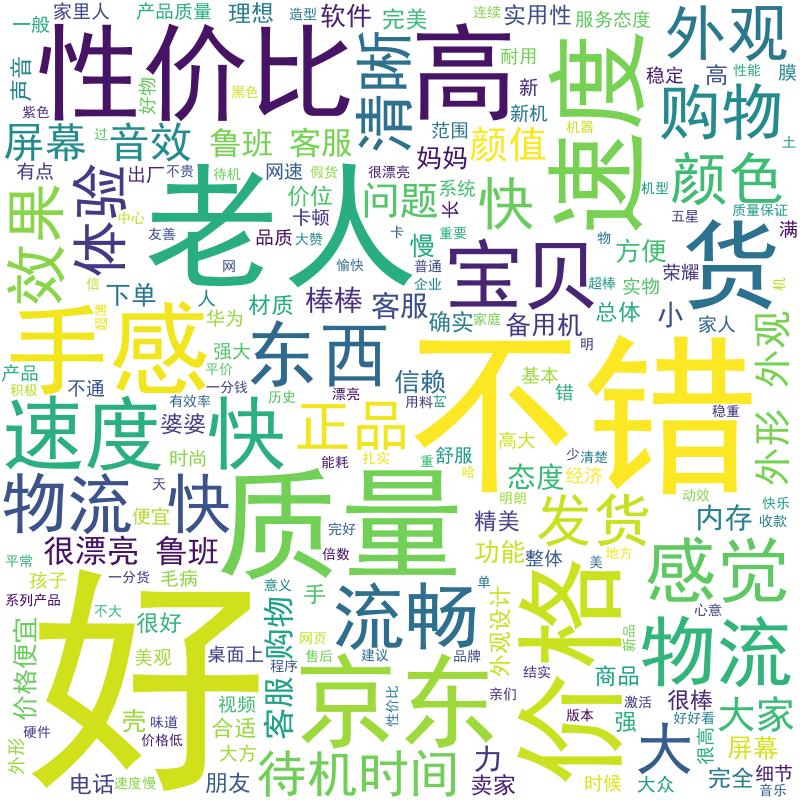 一般
家里人
产品质量
理想
造型
软件
完美
连续
实用性
服务态度
外观
声音
紫色
好物
性价比 高
黑色
清晰
耐用
新
新机
速度
稳定
高
性能
膜
购物
屏幕
音效
鲁班
客服
范围
妈妈
颜值
机器
过
土
有点
出厂
不贵
待机
网速
假货
很漂亮
系统
长
机型
颜色
五星
质量保证
效果
体验
中心
友善
老人
品质
大赞
价位
卡顿
问题
卡
慢
重要
快
物
方便
货
满
信
网
愉快
普通
企业
宝贝
超棒
实物
荣耀
机
下单
人
材质
棒棒
客服
确实
家庭
备用机
总体
小
家人
超薄
手感
华为
强大
平价
东西
不错
明
外观
产品
积极
不通
有效率
一分钱
历史
漂亮
信赖
用料
基本
错
稳重
速度 快
婆婆
正品
高大
外形
时尚
能耗
扎实
重
舒服
哈
少
清楚
态度
经济
明朗
动效
快乐
收款
物流
天
便宜
快
质量
完好
倍数
精美
发货
内存
平常
很漂亮
鲁班
功能
整体
美
地方
孩子
一分货
毛病
系列产品
感觉
好
不大
很好
意义
手
流畅
单
价格
心意
价格便宜
美观
桌面上
客服
购物
程序
网页
售后
建议
京东
品牌
外观设计
结实
新品
物流
商品
外形
硬件
壳
味道
价格低
视频
合适
大方
性价比
亲们
版本
激活
强
很棒
好好看
很高
大家
电话
速度慢
朋友
待机时间
力
卖家
时候
大
大众
完全
屏幕
细节
音乐